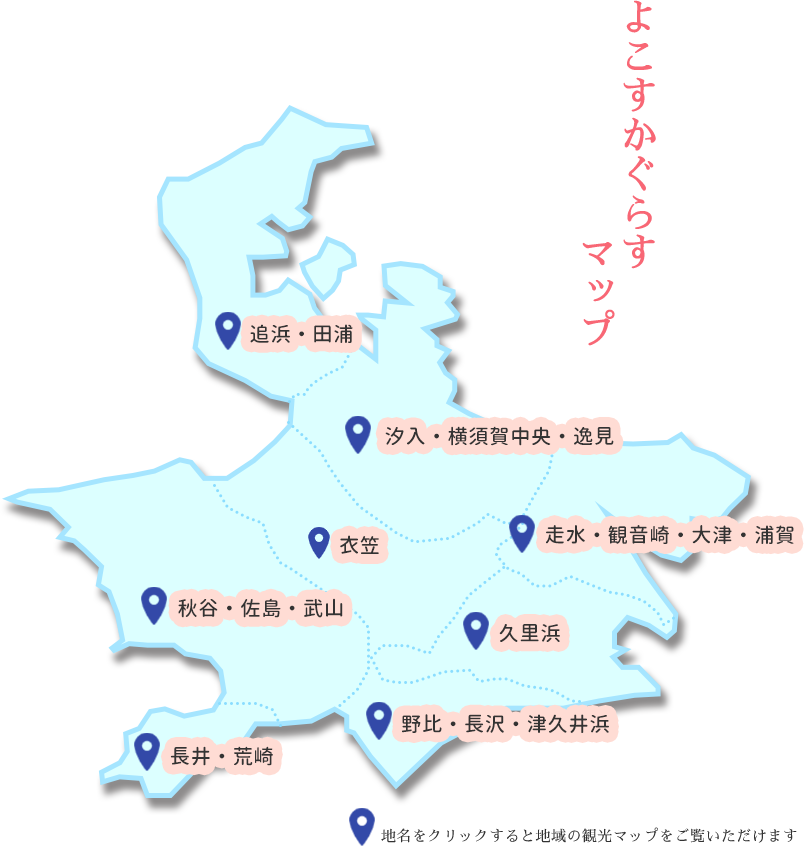 よこすかぐらす
マップ
追浜・田浦
汐入・横須賀中央・逸見
走水・観音崎・大津・浦賀
衣笠
秋谷・佐島・武山
久里浜
野比・長沢・津久井浜
長井・荒崎
地名をクリックすると地域の観光マップをご覧いただけます